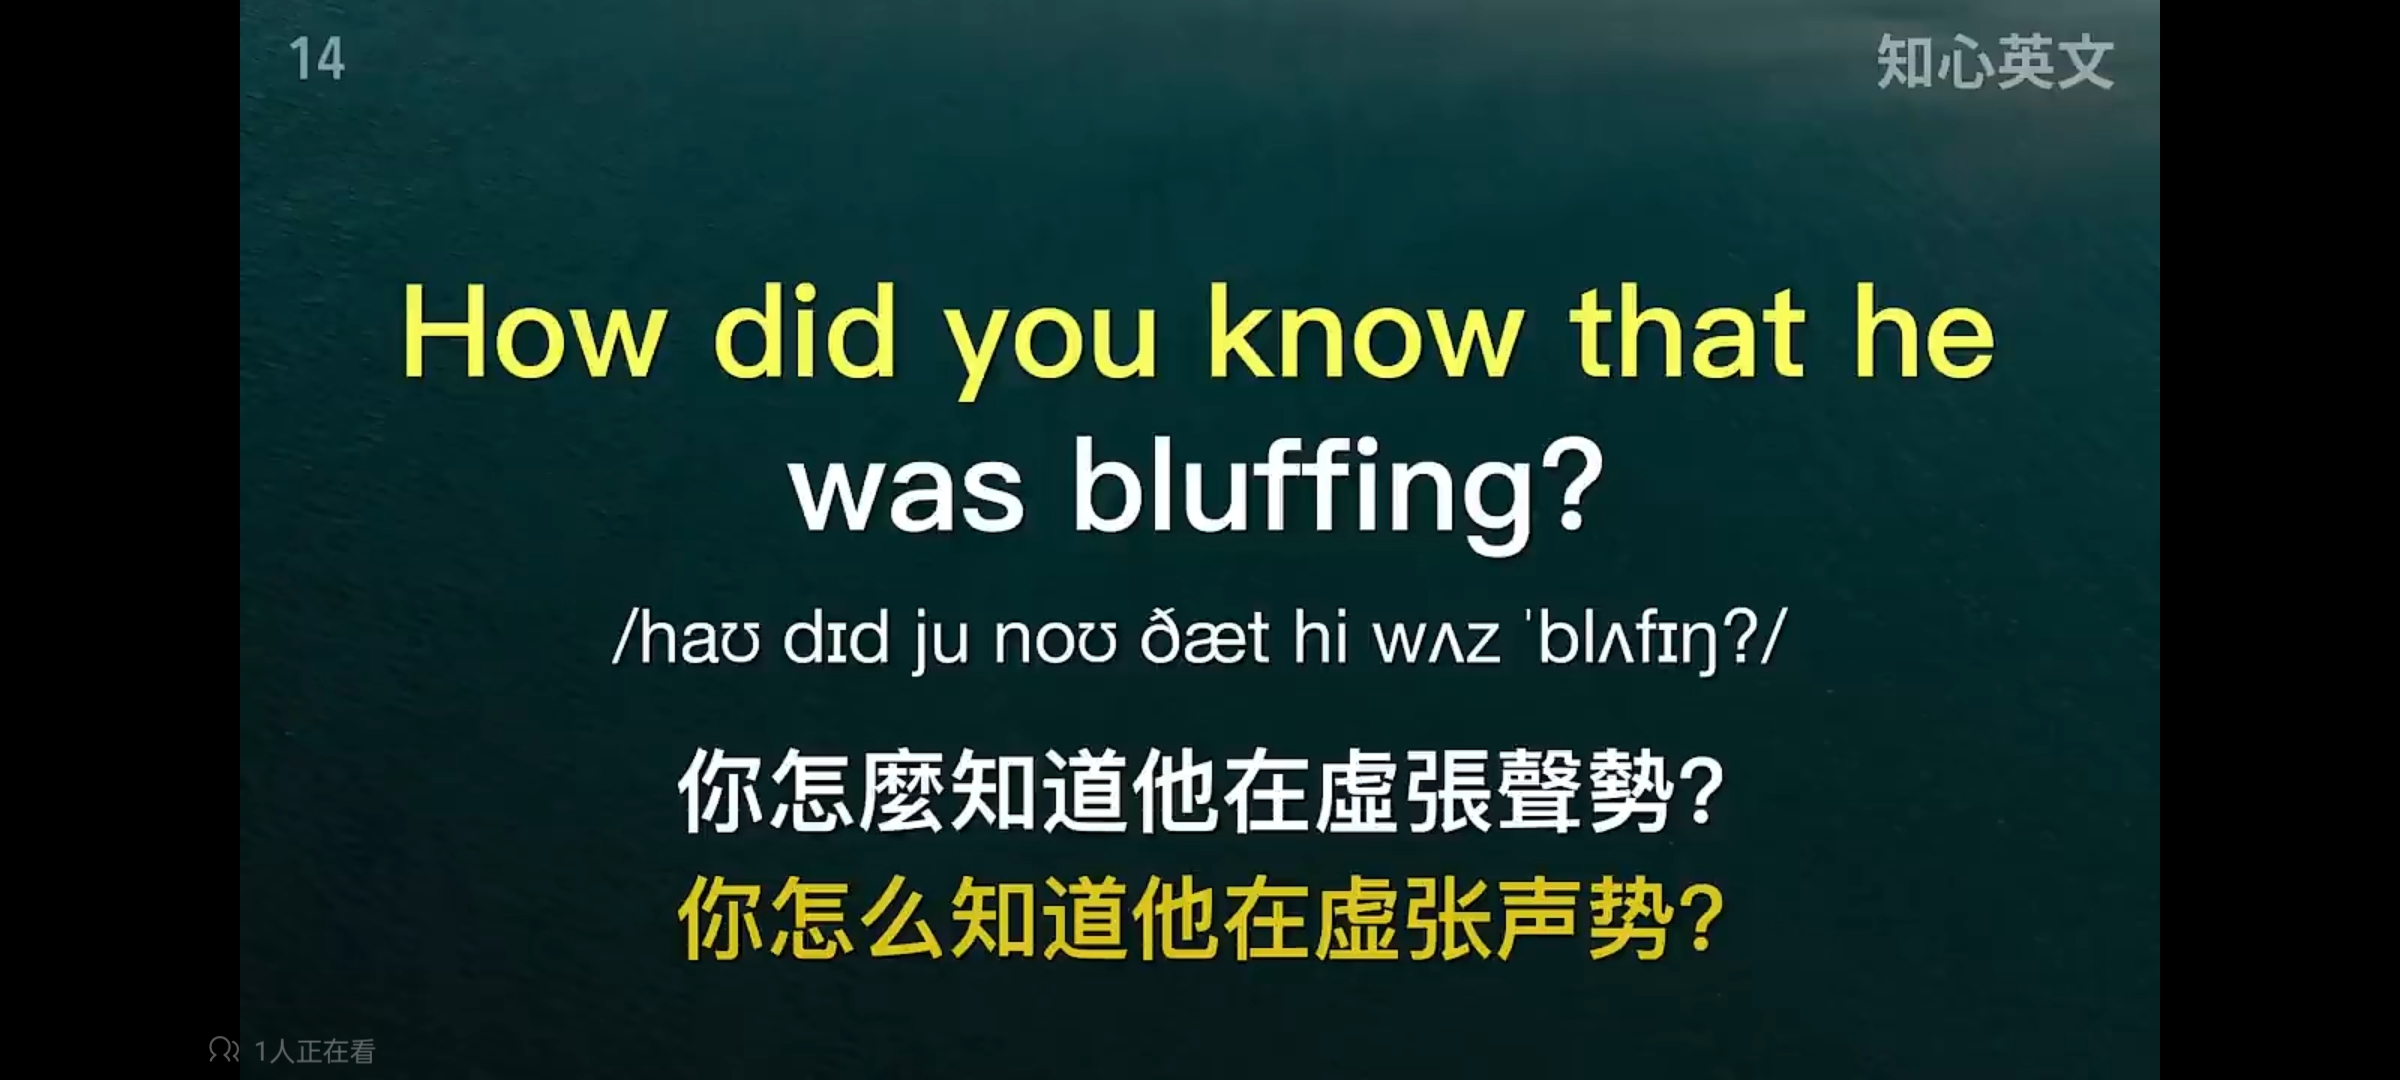 14
知心英文
How did you know that he
was bluffing?
/haʊ dɪd ju noʊ ðæt hi wʌz ˈblʌfɪŋ?/
你怎麼知道他在虛張聲勢?
你怎么知道他在虚张声势?
1人正在看